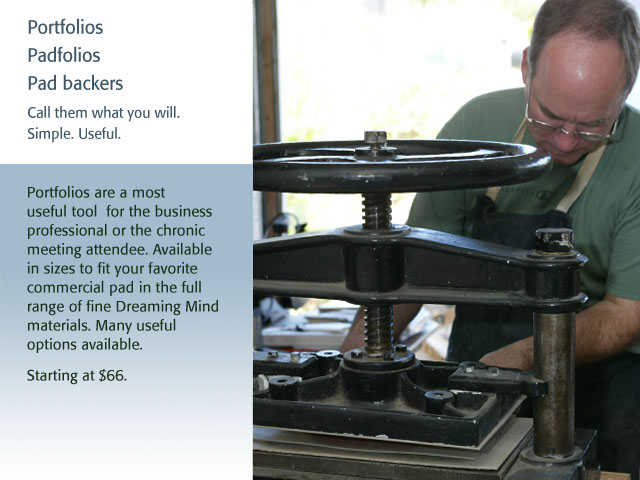 Portfolios
Padfolios
Pad backers
Call them what you will.
Simple. Useful.
Portfolios are a most
useful tool  for the business
professional or the chronic
meeting attendee. Available
in sizes to fit your favorite
commercial pad in the full
range of fine Dreaming Mind
materials. Many useful
options available.
Starting at $66.